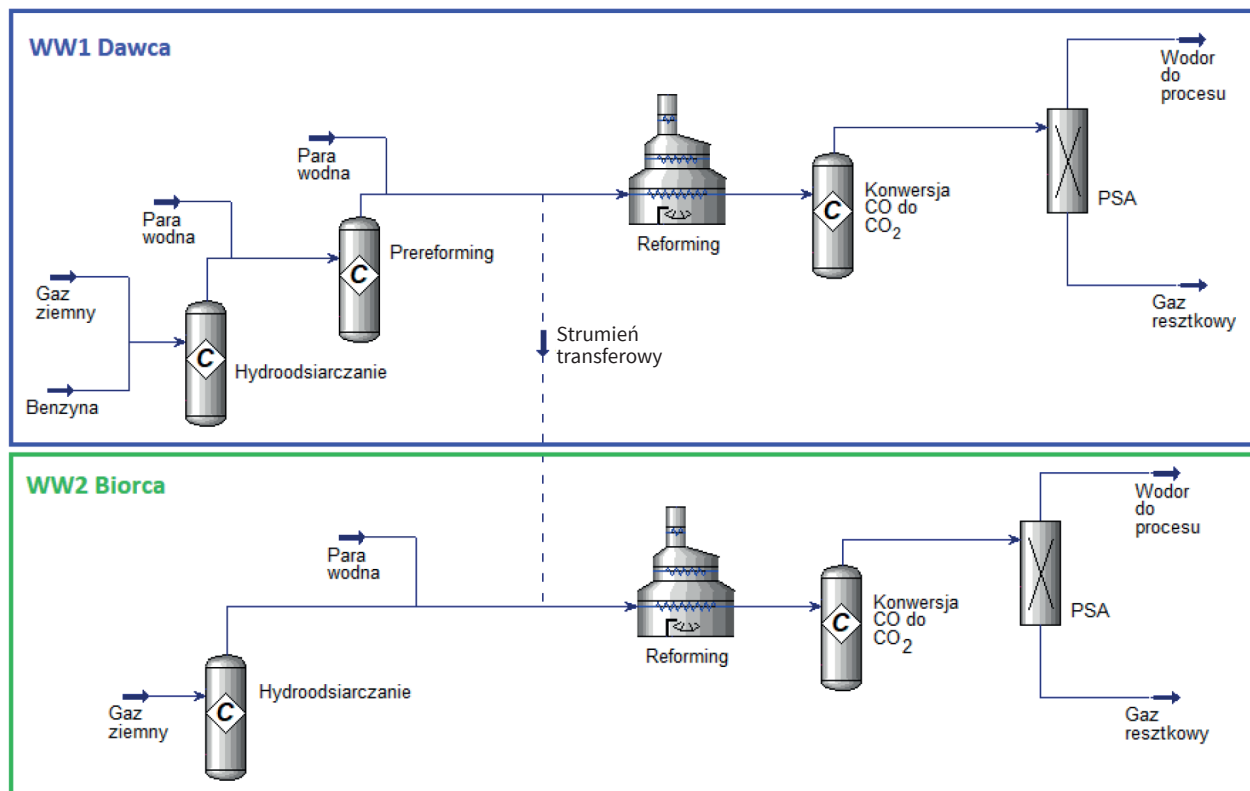 WW1 Dawca
Wodor
do
procesu
Para
wodna
Konwersja
CO do
CO2
C
PSA
Para
wodna
Reforming
Prereforming
C
Gaz
ziemny
Gaz
resztkowy
Strumień
transferowy
C
Hydroodsiarczanie
Benzyna
WW2 Biorca
Wodor
do
procesu
Para
wodna
Konwersja
CO do
CO2
C
PSA
Reforming
Hydroodsiarczanie
C
Gaz
ziemny
Gaz
resztkowy